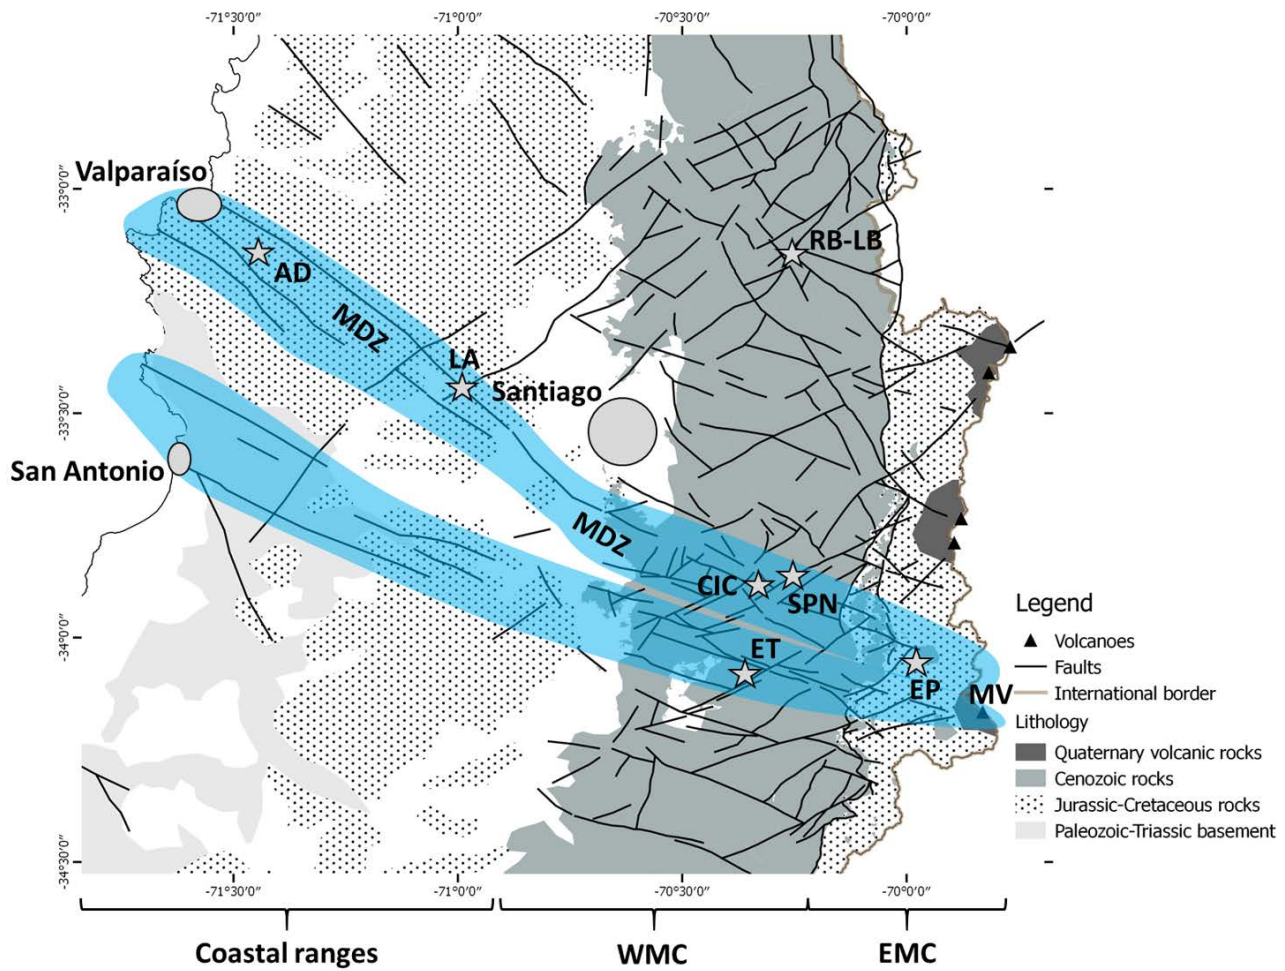 -71°30'0"
-71°0'0"
-70°30'0"
-70°0'0"
Valparaíso
-33°0'0"
RB-LB
AD
MDZ
LA
Santiago
-33°30'0"
San Antonio
MDZ
CIC
SPN
ET
-34°0'0"
EP
MV
Legend
Volcanoes
Faults
International border
Lithology
Quaternary volcanic rocks
Cenozoic rocks
Jurassic-Cretaceous rocks
Paleozoic-Triassic basement
-34°30'0"
-71°30'0"
-71°0'0"
-70°30'0"
-70°0'0"
Coastal ranges
WMC
EMC